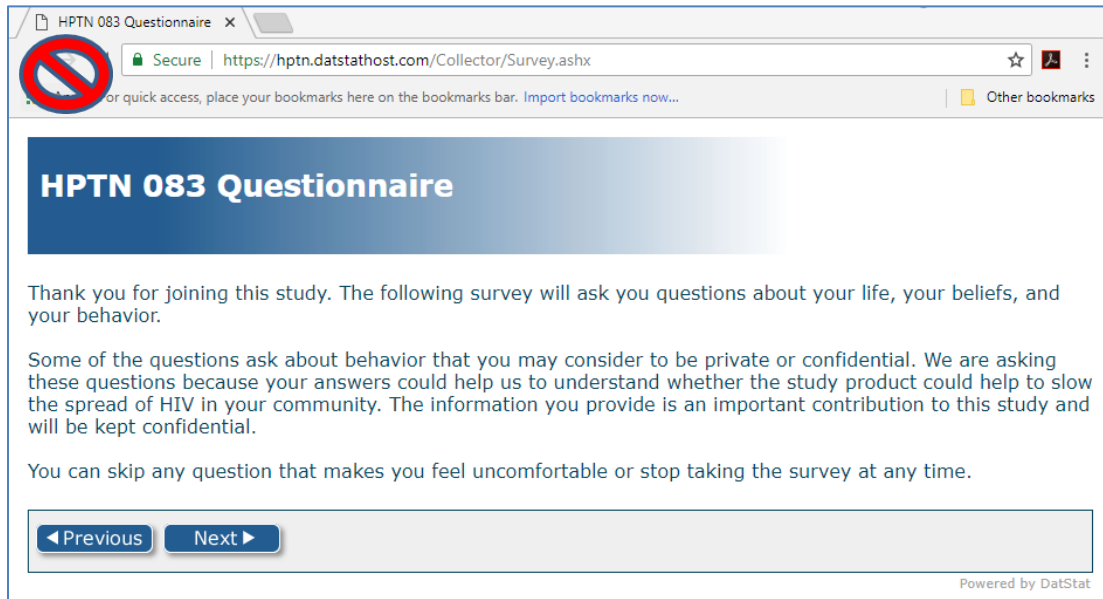 HPTN 083 Questionnaire
Secure | https://hptn.datstathost.com/Collector/Survey.ashx
or quick access, place your bookmarks here on the bookmarks bar. Import bookmarks now...
Other bookmarks
HPTN 083 Questionnaire
Thank you for joining this study. The following survey will ask you questions about your life, your beliefs, and
your behavior.
Some of the questions ask about behavior that you may consider to be private or confidential. We are asking
these questions because your answers could help us to understand whether the study product could help to slow
the spread of HIV in your community. The information you provide is an important contribution to this study and
will be kept confidential.
You can skip any question that makes you feel uncomfortable or stop taking the survey at any time.
Previous
Next
Powered by DatStat